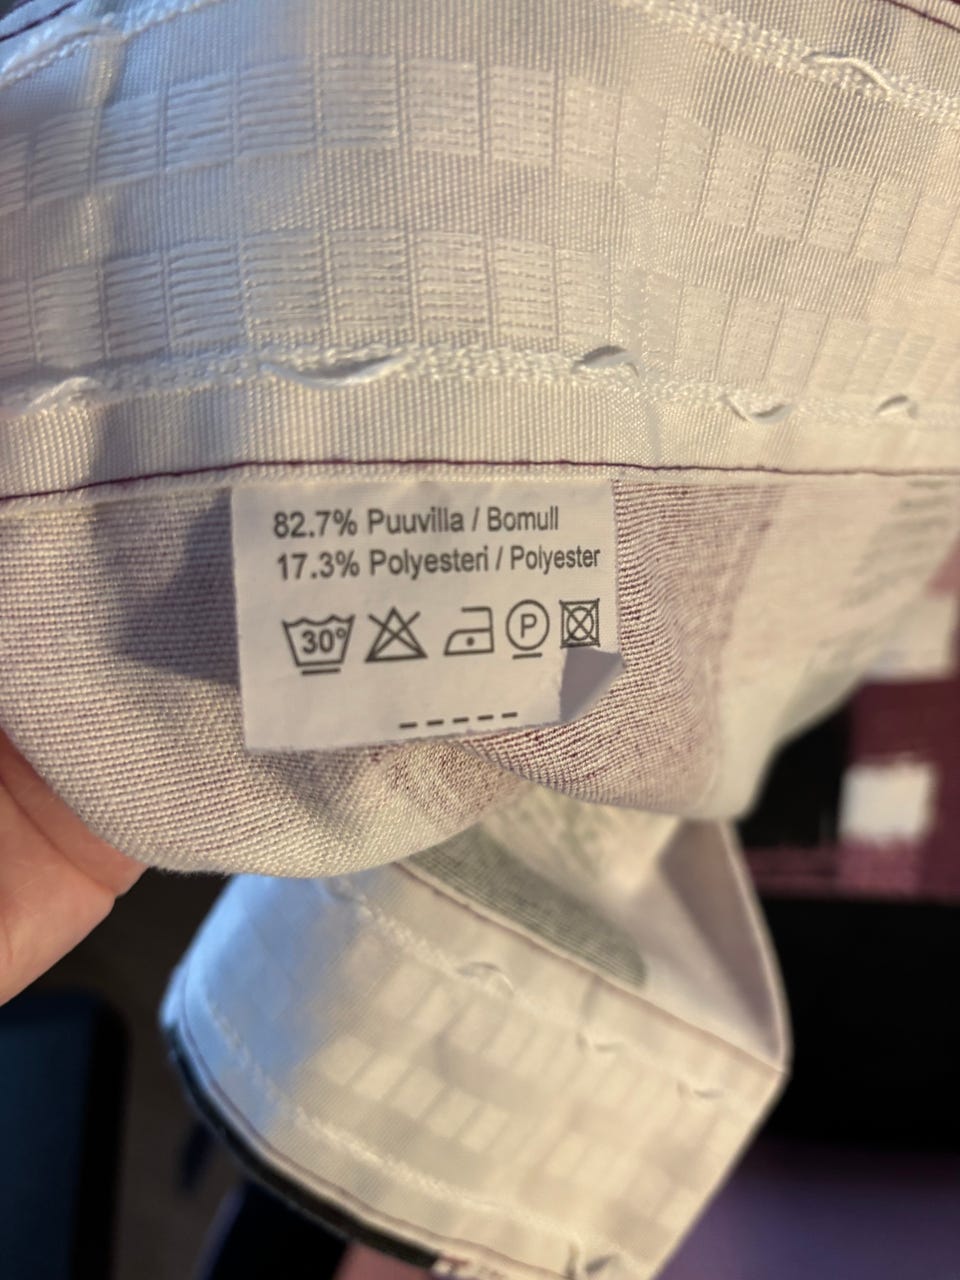 82.7% Puuvilla / Bomull
17.3% Polyesteri / Polyester
30° P